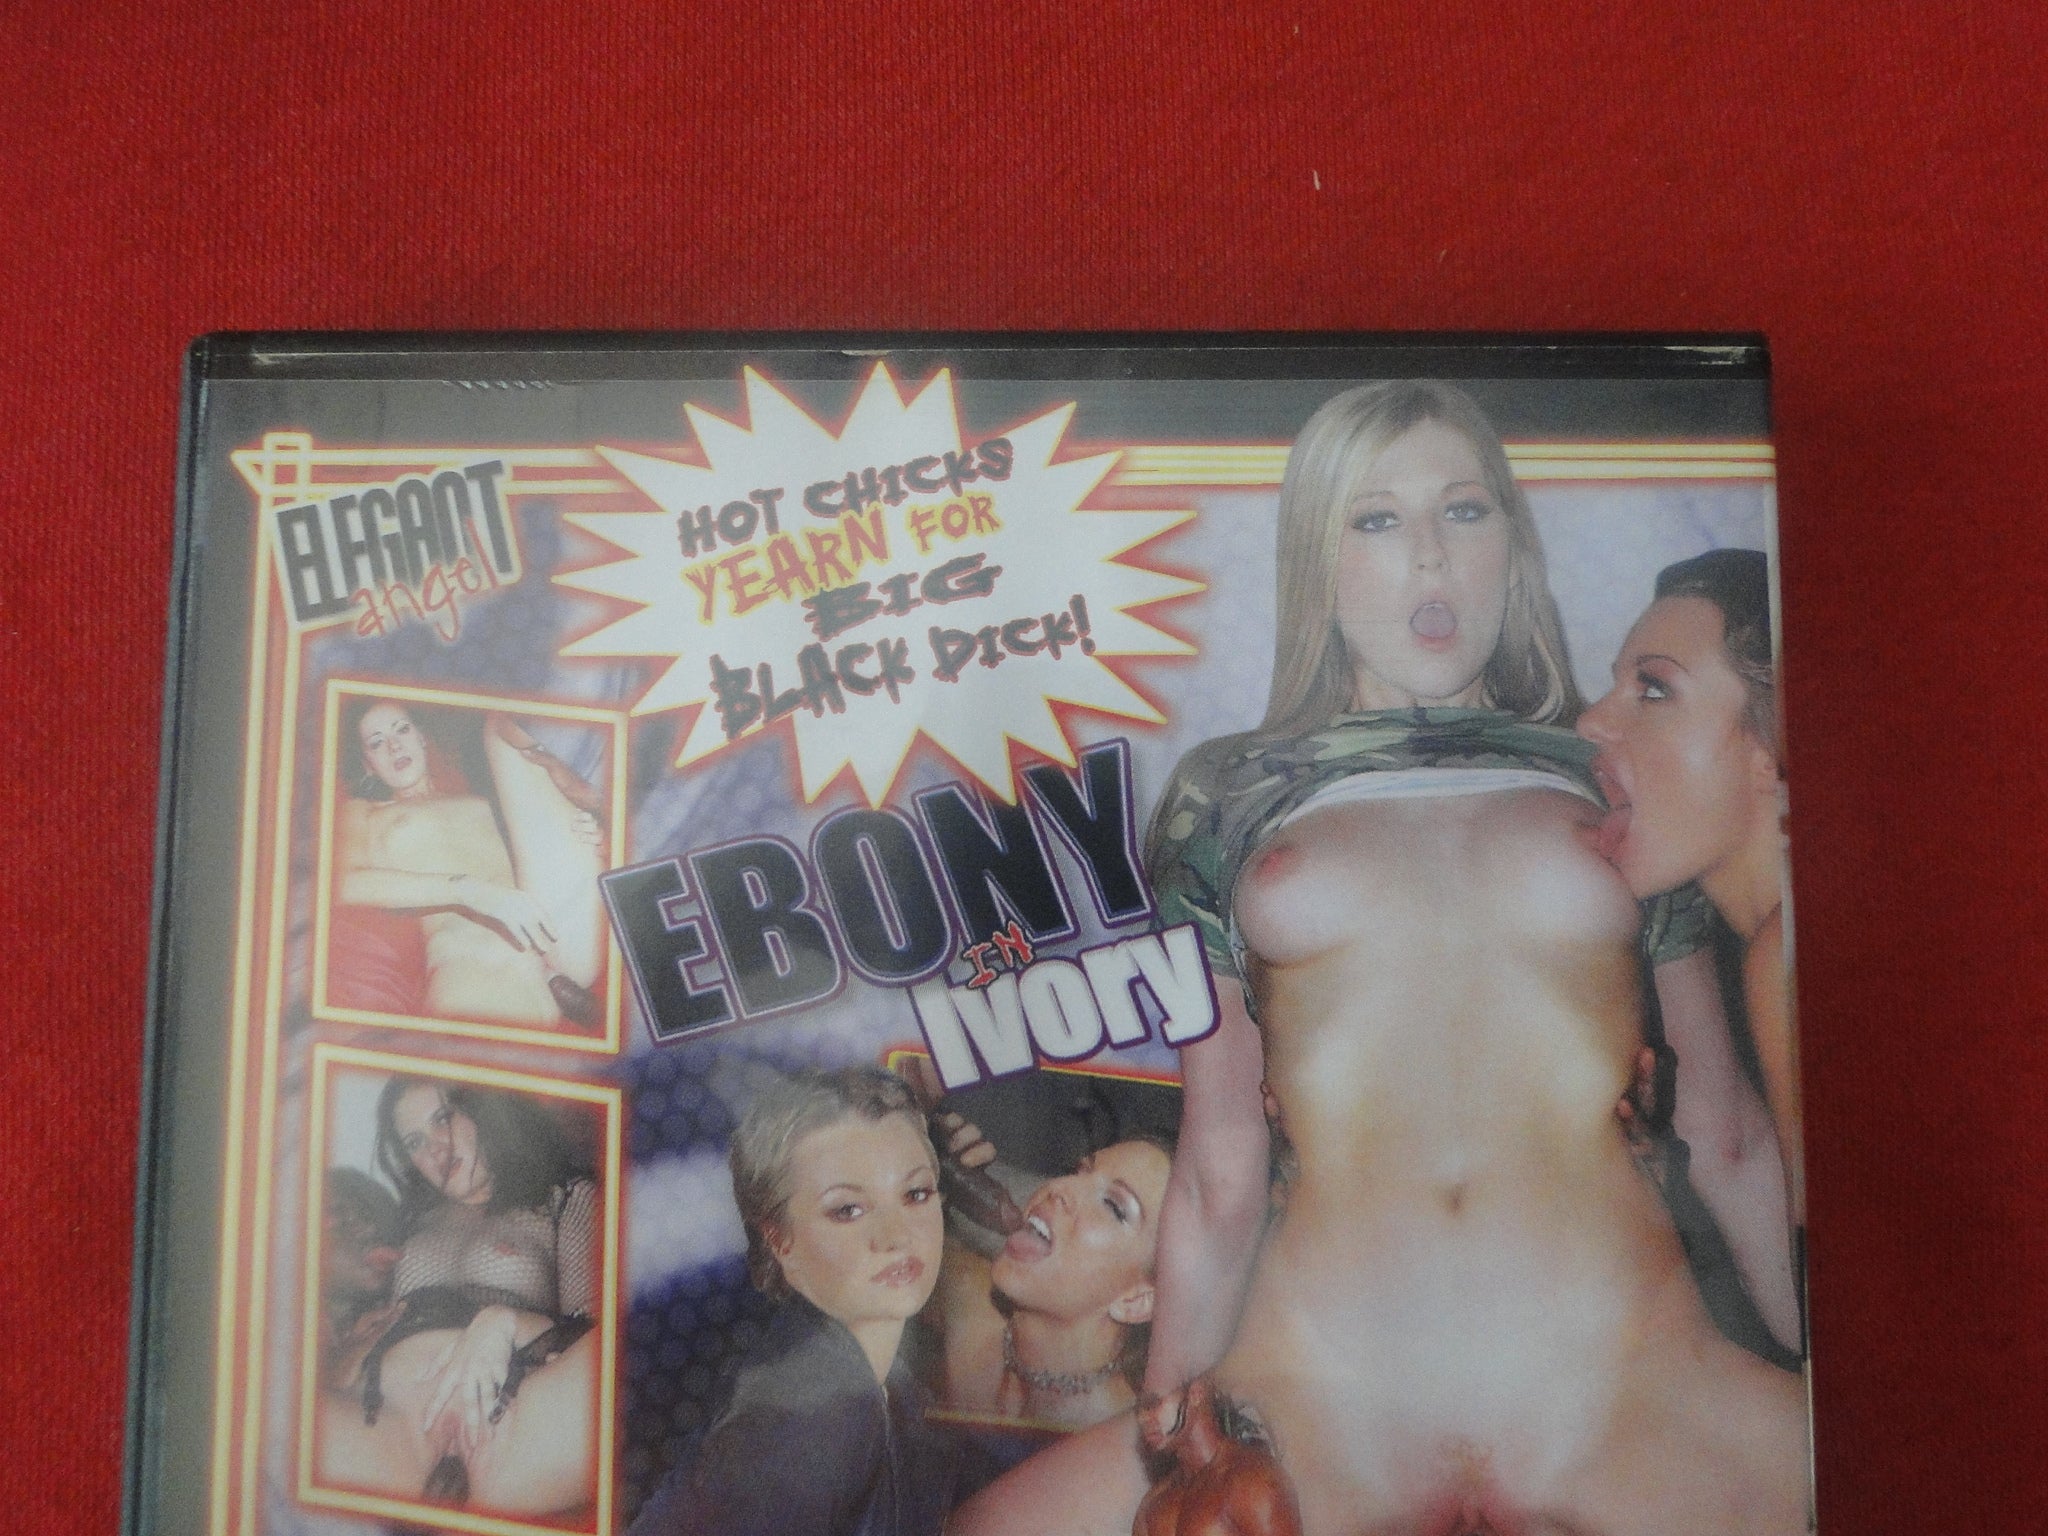 ELEGANT
angel
HOT CHICKS
YEARN FOR
BIG
BLACK DICK!
EBONY
IN
Ivory